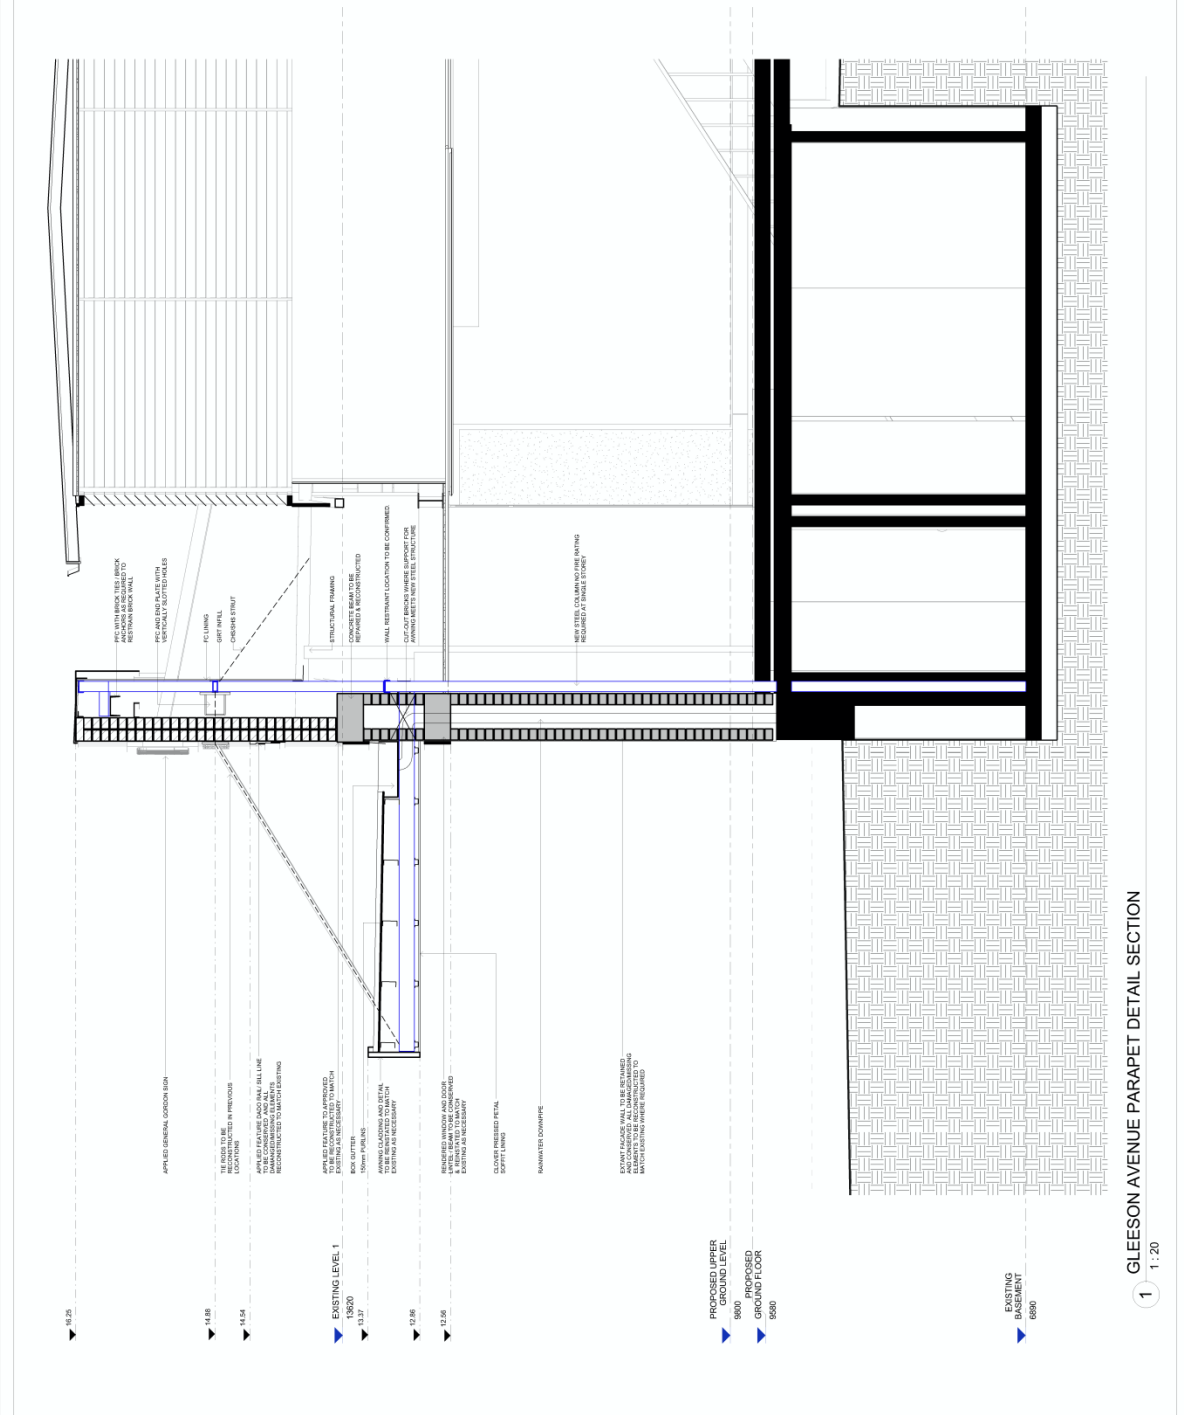 PFC WITH BRICK TIES / BRICK
ANCHORS AS REQUIRED TO
RESTRAIN BRICK WALL
PFC AND END PLATE WITH
VERTICALLY SLOTTED HOLES
FC LINING
GIRT INFILL
CHS/SHS STRUT
STRUCTURAL FRAMING
CONCRETE BEAM TO BE
REPAIRED & RECONSTRUCTED
WALL RESTRAINT LOCATION TO BE CONFIRMED.
CUT-OUT BRICKS WHERE SUPPORT FOR
AWNING MEETS NEW STEEL STRUCTURE
NEW STEEL COLUMN NO FIRE RATING
REQUIRED AT SINGLE STOREY
APPLIED GENERAL GORDON SIGN
TIE RODS TO BE
RECONSTRUCTED IN PREVIOUS
LOCATIONS
APPLIED FEATURE DADO RAIL/ SILL LINE
TO BE CONSERVED, AND ALL
DAMAGED/MISSING ELEMENTS
RECONSTRUCTED TO MATCH EXISTING
APPLIED FEATURE TO APPROVED
TO BE RECONSTRUCTED TO MATCH
EXISTING AS NECESSARY
BOX GUTTER
150mm PURLINS
AWNING CLADDING AND DETAIL
TO BE REINSTATED TO MATCH
EXISTING AS NECESSARY
RENDERED WINDOW AND DOOR
LINTEL / BEAM TO BE CONSERVED
& REINSTATED TO MATCH
EXISTING AS NECESSARY
CLOVER PRESSED PETAL
SOFFIT LINING
RAINWATER DOWNPIPE
EXTANT FACADE WALL TO BE RETAINED
AND CONSERVED. ALL DAMAGED/MISSING
ELEMENTS TO BE RECONSTRUCTED TO
MATCH EXISTING WHERE REQUIRED
16.25
14.88
14.54
EXISTING LEVEL 1
13620
13.37
12.86
12.56
PROPOSED UPPER
GROUND LEVEL
9800
PROPOSED
GROUND FLOOR
9580
EXISTING
BASEMENT
6890
1
GLEESON AVENUE PARAPET DETAIL SECTION
1 : 20